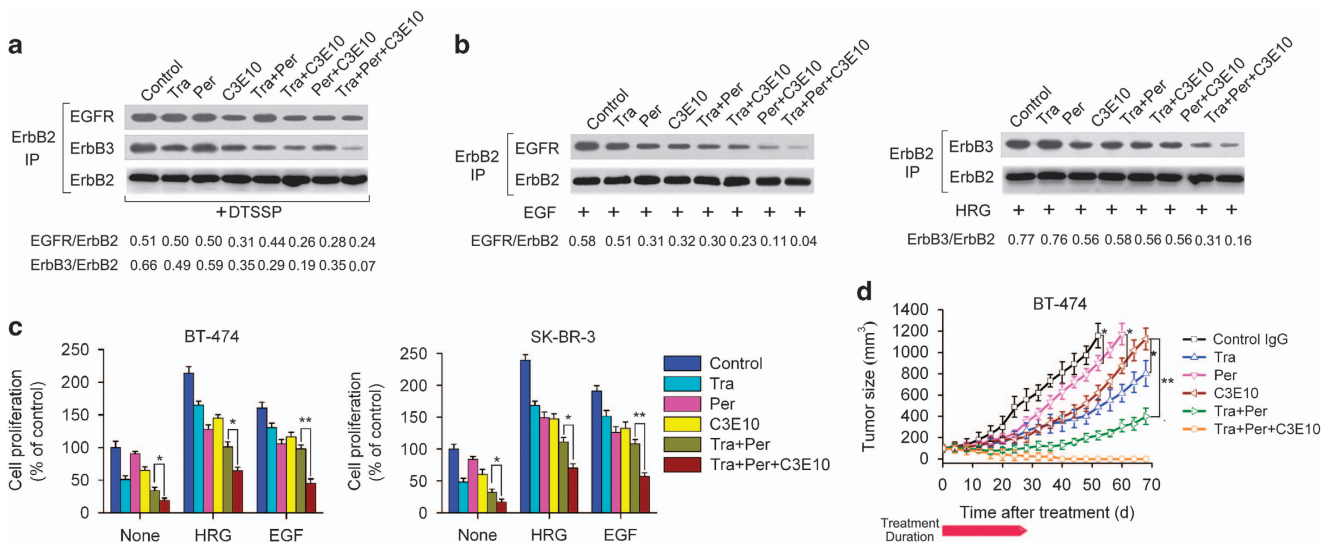 a
Control Tra Per C3E10 Tra+Per Tra+C3E10 Per+C3E10 Tra+Per+C3E10
ErbB2 IP
EGFR
ErbB3
ErbB2
+DTSSP
EGFR/ErbB2 0.51 0.50 0.50 0.31 0.44 0.26 0.28 0.24
ErbB3/ErbB2 0.66 0.49 0.59 0.35 0.29 0.19 0.35 0.07
b
Control Tra Per C3E10 Tra+Per Tra+C3E10 Per+C3E10 Tra+Per+C3E10
ErbB2 IP
EGFR
ErbB2
EGF + + + + + + + +
EGFR/ErbB2 0.58 0.51 0.31 0.32 0.30 0.23 0.11 0.04
Control Tra Per C3E10 Tra+Per Tra+C3E10 Per+C3E10 Tra+Per+C3E10
ErbB2 IP
ErbB3
ErbB2
HRG + + + + + + + +
ErbB3/ErbB2 0.77 0.76 0.56 0.58 0.56 0.56 0.31 0.16
c
BT-474
Cell proliferation
(% of control)
250
200
150
100
50
0
* * **
None HRG EGF
SK-BR-3
Cell proliferation
(% of control)
250
200
150
100
50
0
* * **
None HRG EGF
Control
Tra
Per
C3E10
Tra+Per
Tra+Per+C3E10
d
BT-474
Tumor size (mm³)
1400
1200
1000
800
600
400
200
0
* * * **
0 10 20 30 40 50 60 70
Time after treatment (d)
Treatment
Duration
Control IgG
Tra
Per
C3E10
Tra+Per
Tra+Per+C3E10